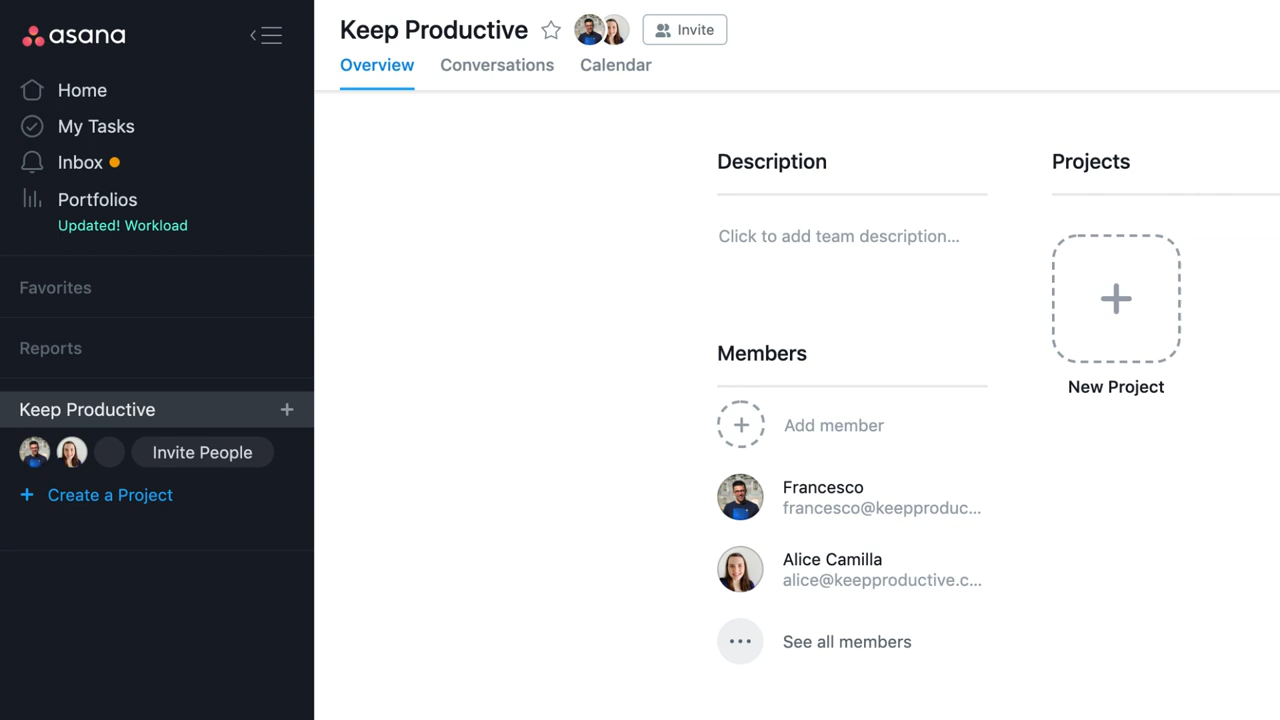 asana
Home
My Tasks
Inbox
Portfolios
Updated! Workload
Favorites
Reports
Keep Productive
Invite People
Create a Project
Keep Productive
Invite
Overview
Conversations
Calendar
Description
Click to add team description...
Members
Add member
Francesco
francesco@keepproduc...
Alice Camilla
alice@keepproductive.c...
See all members
Projects
New Project